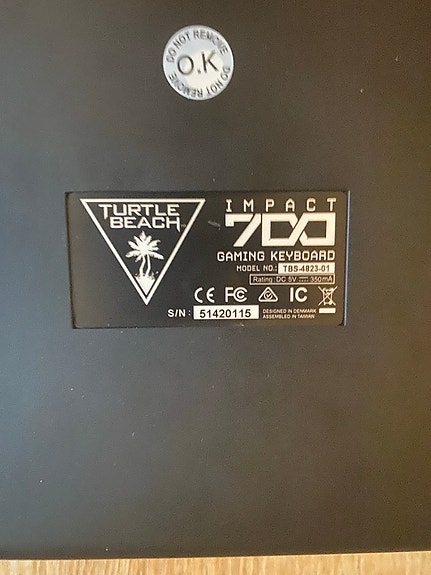 DO NOT REMOVE
O.K
DO NOT REMOVE
TURTLE
BEACH
IMPACT
700
GAMING KEYBOARD
MODEL NO.: TBS-4823-01
Rating: DC 5V ⎓ 350mA
CE FC IC
S/N : 51420115
DESIGNED IN DENMARK
ASSEMBLED IN TAIWAN